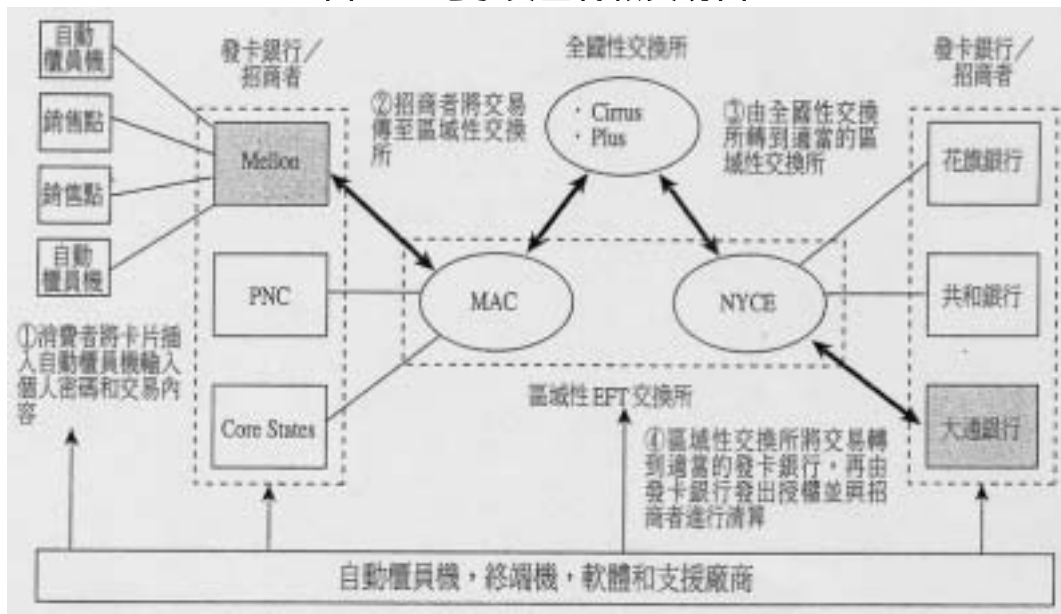 自動
櫃員機
銷售點
銷售點
自動
櫃員機
①消費者將卡片插
入自動櫃員機輸入
個人密碼和交易內
容
發卡銀行／
招商者
Mellon
PNC
Core States
②招商者將交易
傳至區域性交換
所
全國性交換所
· Cirrus
· Plus
③由全國性交換
所轉到適當的區
域性交換所
MAC
NYCE
區域性 EFT 交換所
④區域性交換所將交易轉
到適當的發卡銀行，再由
發卡銀行發出授權並與招
商者進行清算
發卡銀行／
招商者
花旗銀行
共和銀行
大通銀行
自動櫃員機，終端機，軟體和支援廠商